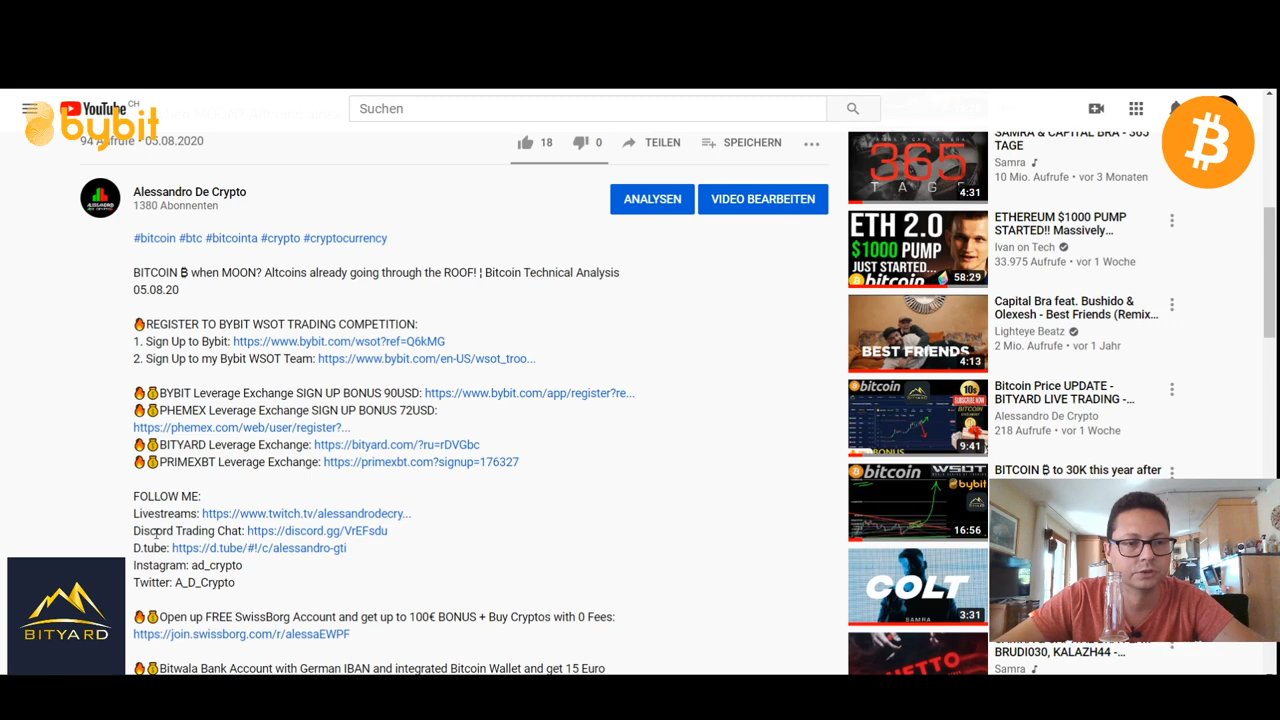 YouTube CH
bybit
Suchen
94 Aufrufe • 05.08.2020
18
0
TEILEN
SPEICHERN
Alessandro De Crypto
1380 Abonnenten
ANALYSEN
VIDEO BEARBEITEN
#bitcoin #btc #bitcointa #crypto #cryptocurrency
BITCOIN ฿ when MOON? Altcoins already going through the ROOF! ¦ Bitcoin Technical Analysis
05.08.20
🔥REGISTER TO BYBIT WSOT TRADING COMPETITION:
1. Sign Up to Bybit: https://www.bybit.com/wsot?ref=Q6kMG
2. Sign Up to my Bybit WSOT Team: https://www.bybit.com/en-US/wsot_troo...
🔥💰BYBIT Leverage Exchange SIGN UP BONUS 90USD: https://www.bybit.com/app/register?re...
🔥💰PHEMEX Leverage Exchange SIGN UP BONUS 72USD:
https://phemex.com/web/user/register?...
🔥💰BITYARD Leverage Exchange: https://bityard.com/?ru=rDVGbc
🔥💰PRIMEXBT Leverage Exchange: https://primexbt.com?signup=176327
FOLLOW ME:
Livestreams: https://www.twitch.tv/alessandrodecry...
Discord Trading Chat: https://discord.gg/VrEFsdu
D.tube: https://d.tube/#!/c/alessandro-gti
Instagram: ad_crypto
Twitter: A_D_Crypto
🔥💰Open up FREE SwissBorg Account and get up to 100€ BONUS + Buy Cryptos with 0 Fees:
https://join.swissborg.com/r/alessaEWPF
🔥💰Bitwala Bank Account with German IBAN and integrated Bitcoin Wallet and get 15 Euro
BITYARD
365
TAGE
4:31
SAMRA & CAPITAL BRA - 365
TAGE
Samra
10 Mio. Aufrufe • vor 3 Monaten
ETH 2.0
$1000 PUMP
JUST STARTED...
bitcoin
58:29
ETHEREUM $1000 PUMP
STARTED!! Massively…
Ivan on Tech
33.975 Aufrufe • vor 1 Woche
BEST FRIENDS
4:13
Capital Bra feat. Bushido &
Olexesh - Best Friends (Remix…
Lighteye Beatz
2 Mio. Aufrufe • vor 1 Jahr
bitcoin
10$
SUBSCRIBE NOW
BITCOIN
BONUS
9:41
Bitcoin Price UPDATE -
BITYARD LIVE TRADING -…
Alessandro De Crypto
218 Aufrufe • vor 1 Woche
bitcoin
WSOT
bybit
16:56
BITCOIN ฿ to 30K this year after
COLT
SAMRA
3:31
BRUDI030, KALAZH44 -…
Samra